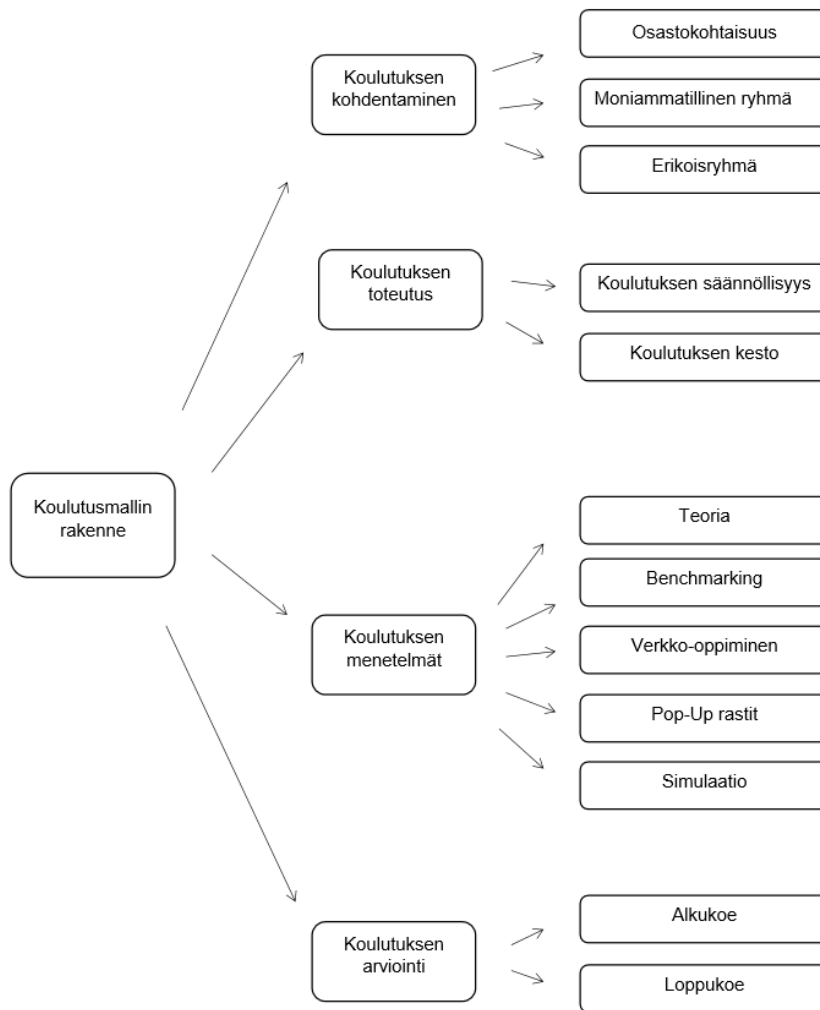 Koulutusmallin
rakenne
Koulutuksen
kohdentaminen
Osastokohtaisuus
Moniammatillinen ryhmä
Erikoisryhmä
Koulutuksen
toteutus
Koulutuksen säännöllisyys
Koulutuksen kesto
Koulutuksen
menetelmät
Teoria
Benchmarking
Verkko-oppiminen
Pop-Up rastit
Simulaatio
Koulutuksen
arviointi
Alkukoe
Loppukoe